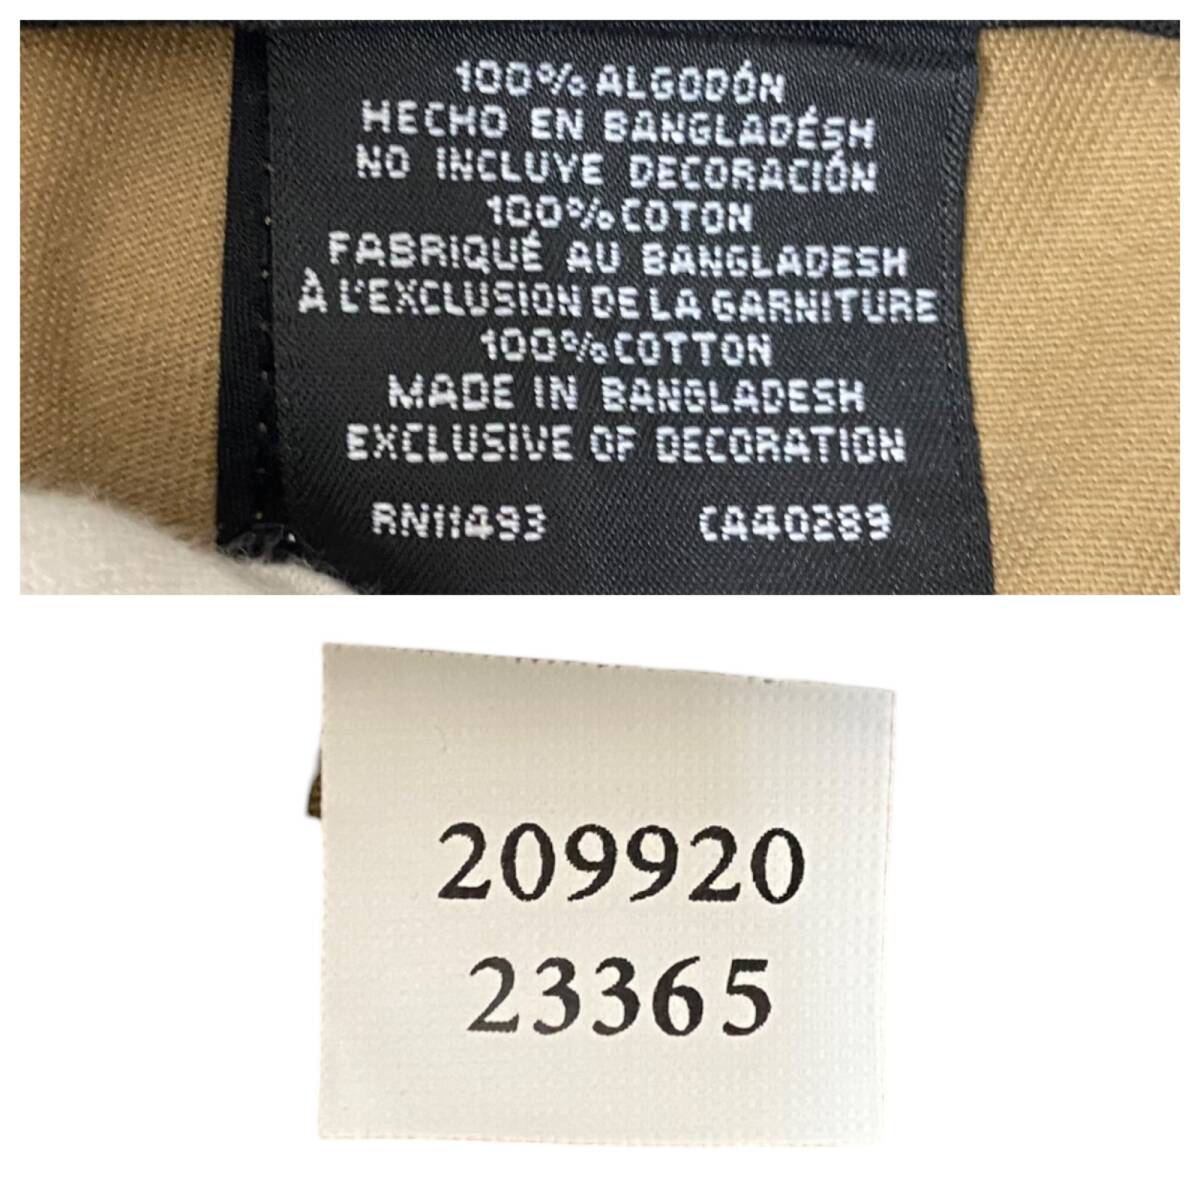 100% ALGODÓN
HECHO EN BANGLADÉSH
NO INCLUYE DECORACIÓN
100% COTON
FABRIQUÉ AU BANGLADESH
À L'EXCLUSION DE LA GARNITURE
100% COTTON
MADE IN BANGLADESH
EXCLUSIVE OF DECORATION
RN11493 CA40289
209920
23365